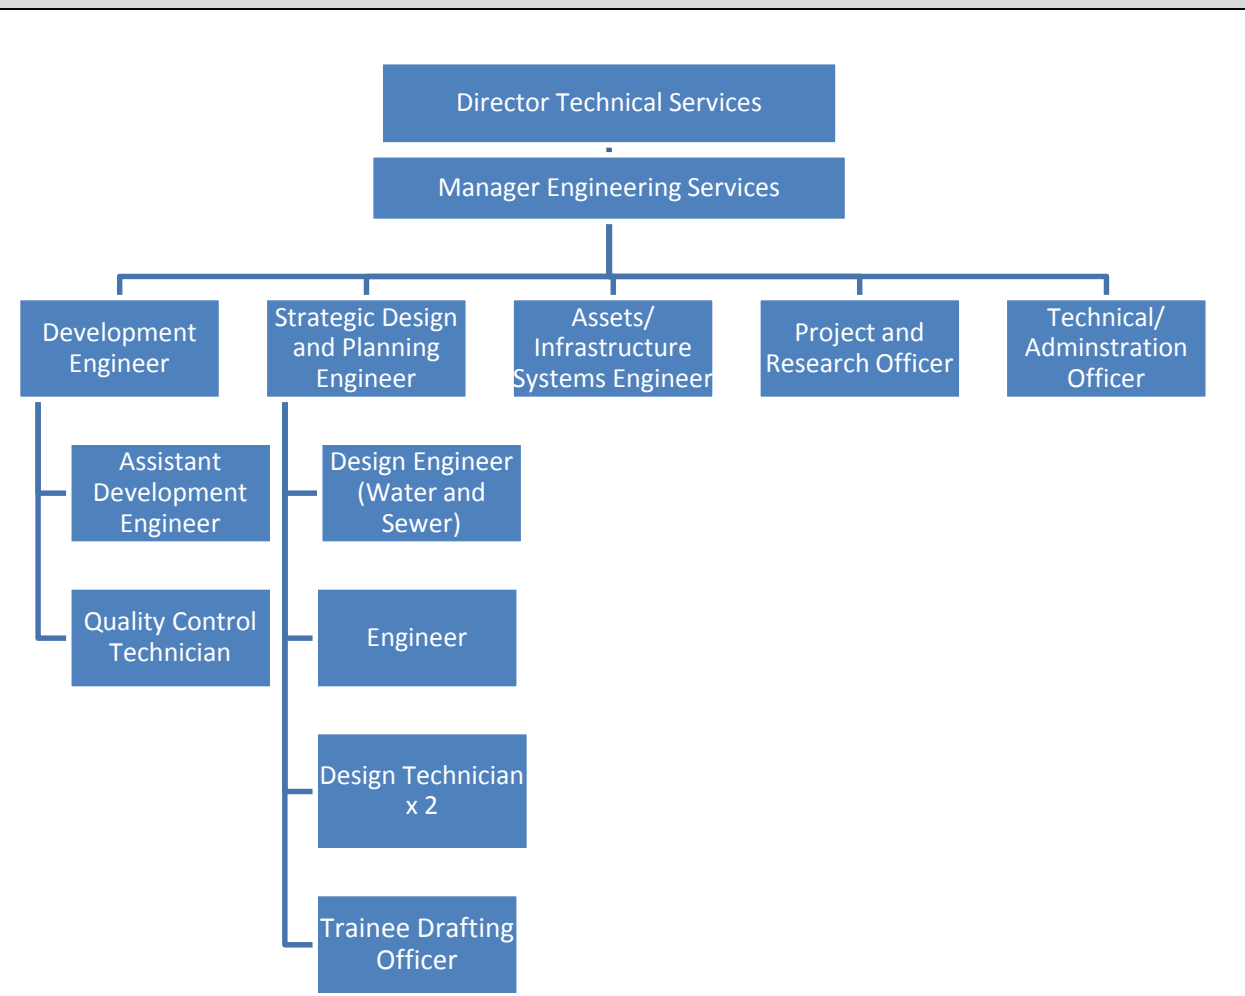 Director Technical Services
Manager Engineering Services
Development
Engineer
Strategic Design
and Planning
Engineer
Assets/
Infrastructure
Systems Engineer
Project and
Research Officer
Technical/
Adminstration
Officer
Assistant
Development
Engineer
Design Engineer
(Water and
Sewer)
Quality Control
Technician
Engineer
Design Technician
x 2
Trainee Drafting
Officer